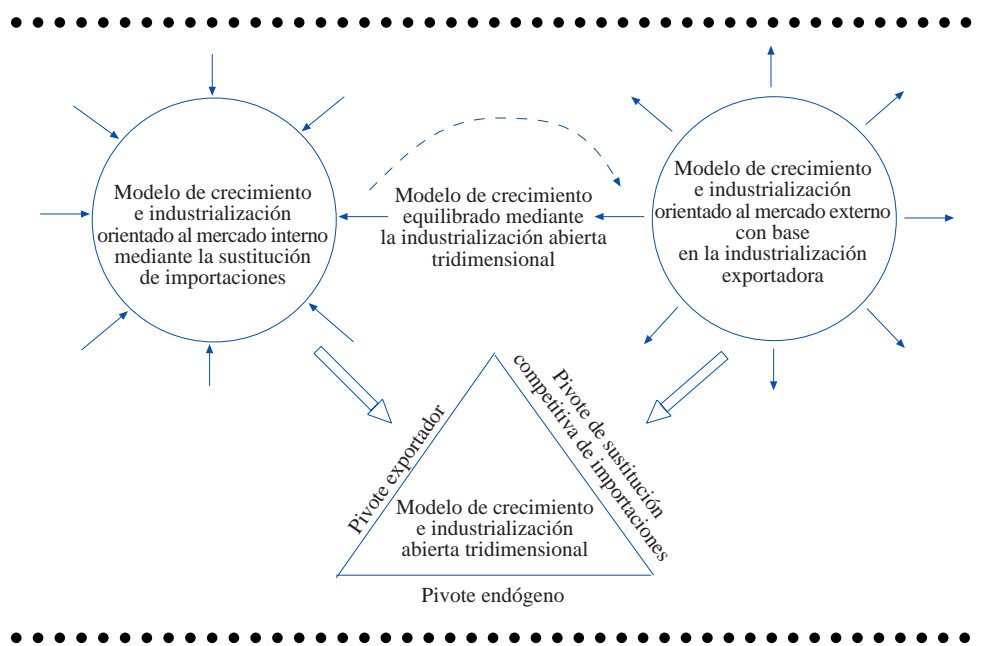 Modelo de crecimiento
e industrialización
orientado al mercado interno
mediante la sustitución
de importaciones
Modelo de crecimiento
equilibrado mediante
la industrialización abierta
tridimensional
Modelo de crecimiento
e industrialización
orientado al mercado externo
con base
en la industrialización
exportadora
Pivote exportador
Pivote de sustitución
competitiva de importaciones
Modelo de crecimiento
e industrialización
abierta tridimensional
Pivote endógeno